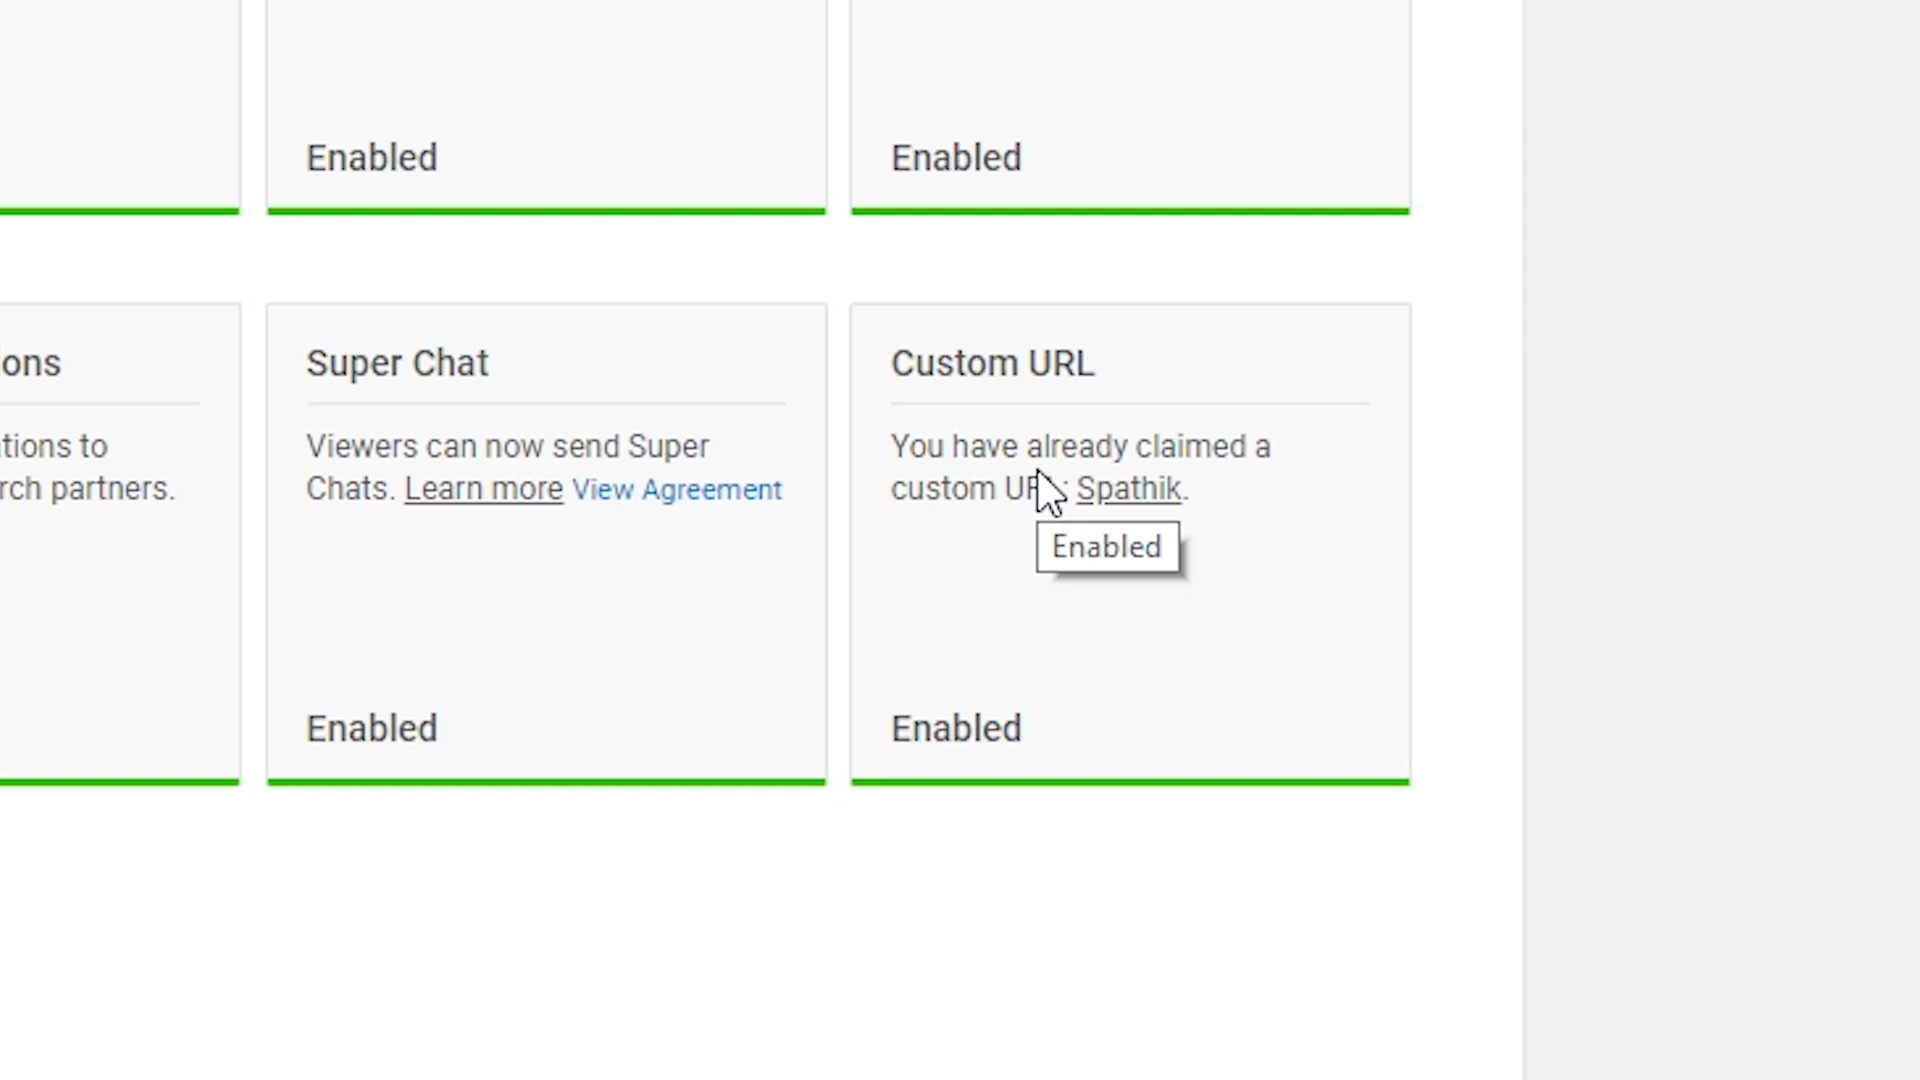 Enabled
Enabled
ons
Super Chat
Custom URL
tions to
rch partners.
Viewers can now send Super
Chats. Learn more View Agreement
You have already claimed a
custom Spathik.
Enabled
Enabled
Enabled